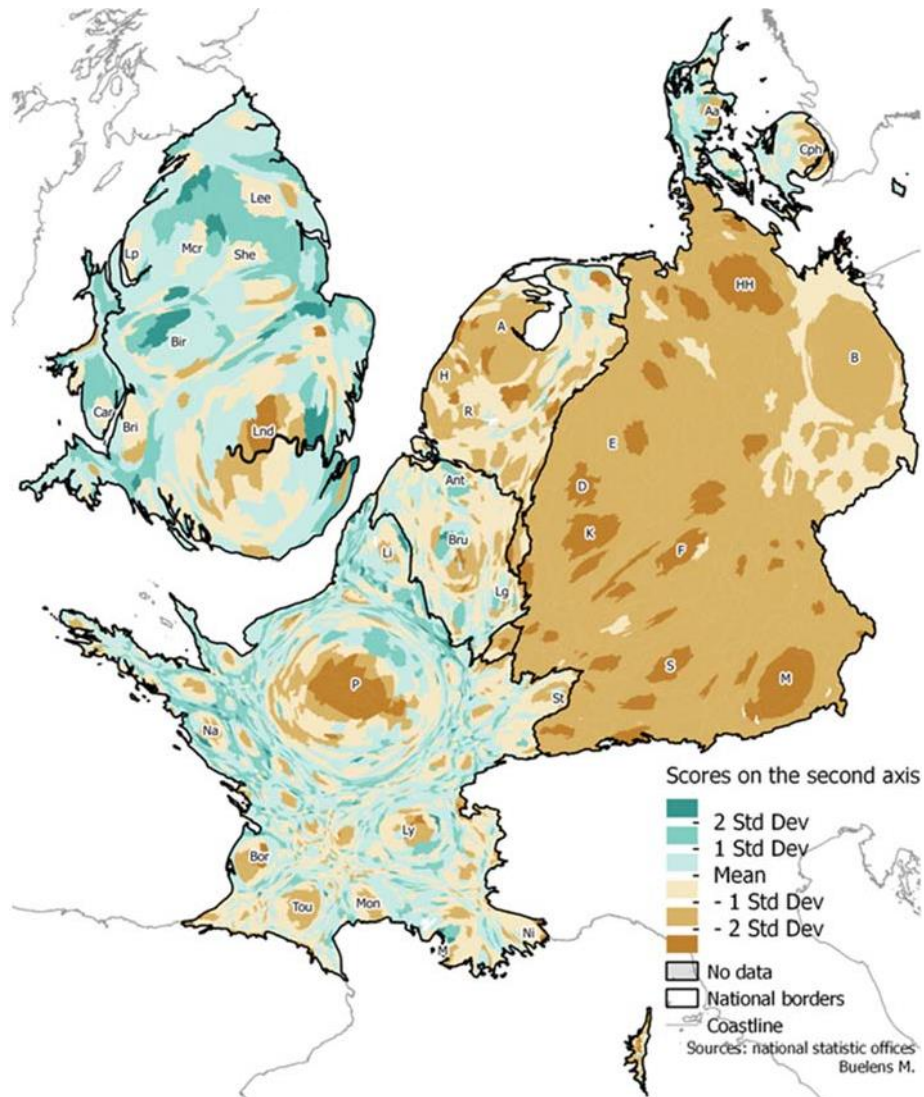 Aa
Cph
Lee
Lp
Mcr
She
HH
A
Bir
B
H
R
Car
Bri
Lnd
E
Ant
D
K
Bru
F
Li
Lg
S
M
P
St
Na
Scores on the second axis
2 Std Dev
1 Std Dev
Mean
- 1 Std Dev
- 2 Std Dev
Ly
Bor
Tou
Mon
Ni
M
No data
National borders
Coastline
Sources: national statistic offices
Buelens M.